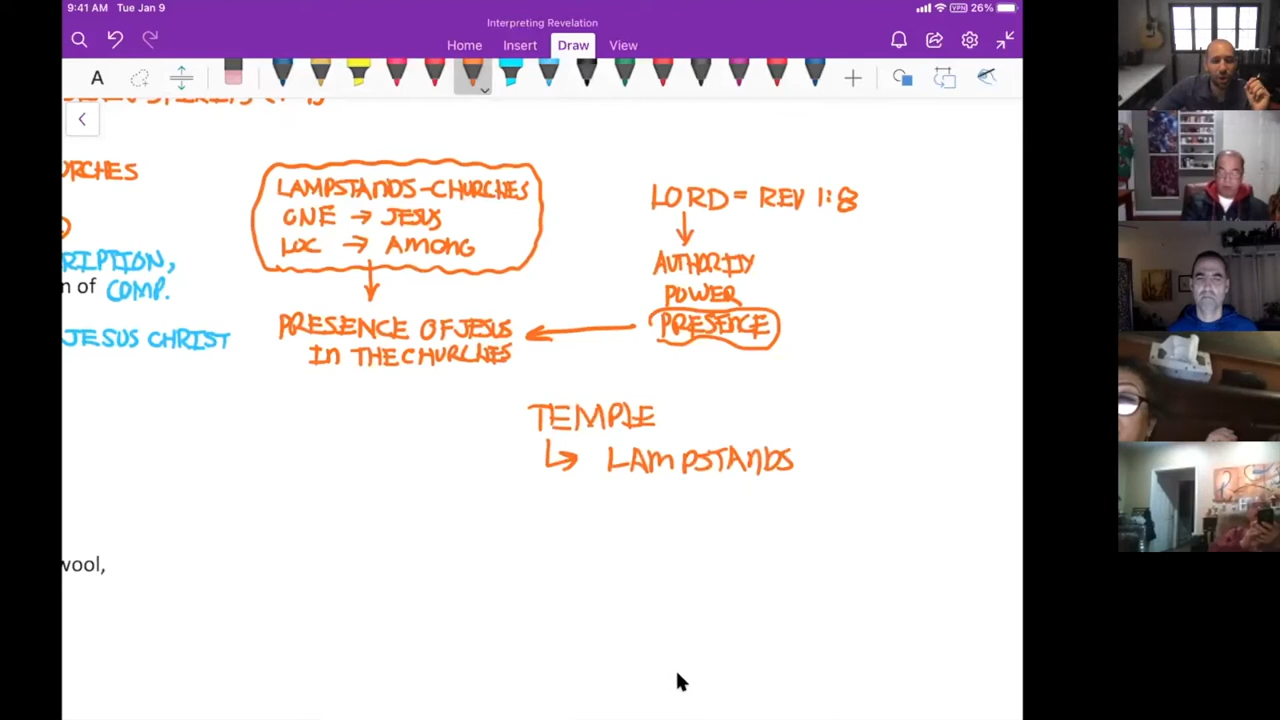 9:41 AM Tue Jan 9
VPN 26%
Interpreting Revelation
Home Insert Draw View
A
LAMPSTANDS-CHURCHES
ONE → JESUS
LOC → AMONG
PRESENCE OF JESUS
IN THE CHURCHES
LORD = REV 1:8
AUTHORITY
POWER
PRESENCE
TEMPLE
LAMPSTANDS
RIPTION,
n of COMP.
JESUS CHRIST
wool,